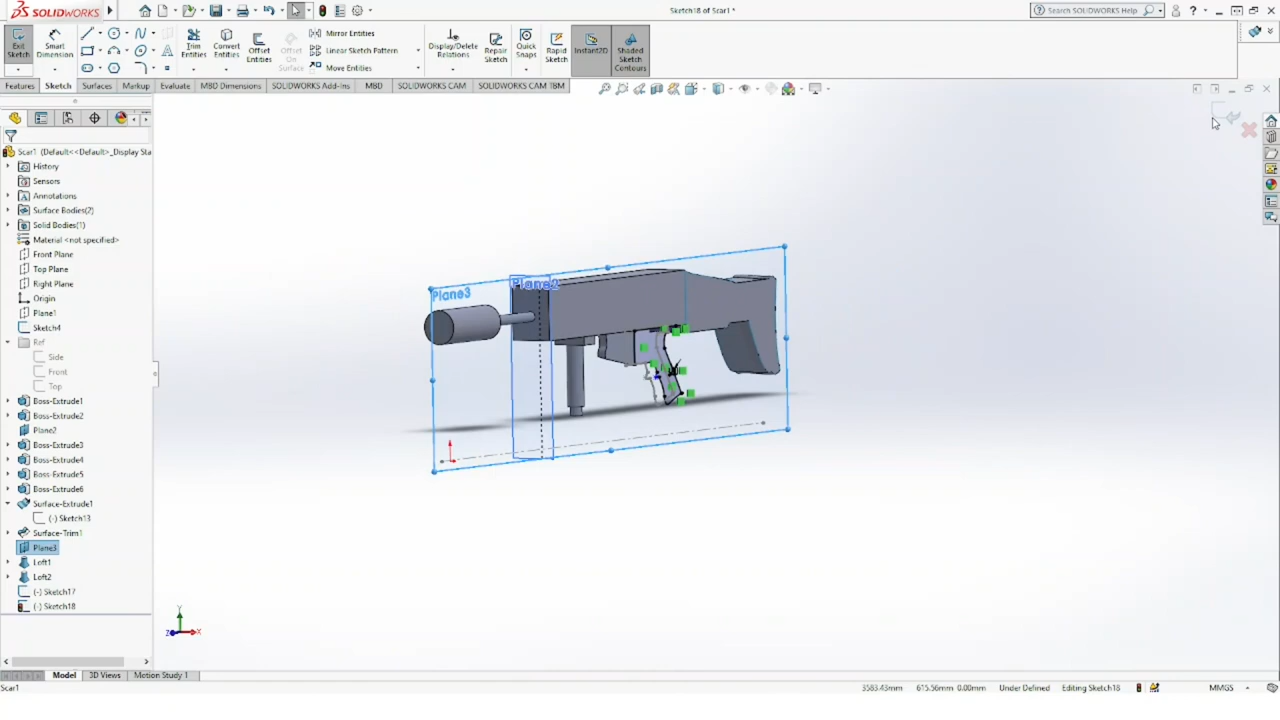 SOLIDWORKS
Sketch18 of Scar1 *
Search SOLIDWORKS Help
Exit Sketch
Smart Dimension
Trim Entities
Convert Entities
Offset Entities
Offset On Surface
Mirror Entities
Linear Sketch Pattern
Move Entities
Display/Delete Relations
Repair Sketch
Quick Snaps
Rapid Sketch
Instant2D
Shaded Sketch Contours
Features Sketch Surfaces Markup Evaluate MBD Dimensions SOLIDWORKS Add-Ins MBD SOLIDWORKS CAM SOLIDWORKS CAM TBM
Scar1 (Default<<Default>_Display Sta
History
Sensors
Annotations
Surface Bodies(2)
Solid Bodies(1)
Material <not specified>
Front Plane
Top Plane
Right Plane
Origin
Plane1
Sketch4
Ref
Side
Front
Top
Boss-Extrude1
Boss-Extrude2
Plane2
Boss-Extrude3
Boss-Extrude4
Boss-Extrude5
Boss-Extrude6
Surface-Extrude1
(-) Sketch13
Surface-Trim1
Plane3
Loft1
Loft2
(-) Sketch17
(-) Sketch18
Plane3
Plane2
Y
X
Z
Model 3D Views Motion Study 1
Scar1
3583.43mm 615.56mm 0.00mm Under Defined Editing Sketch18 MMGS